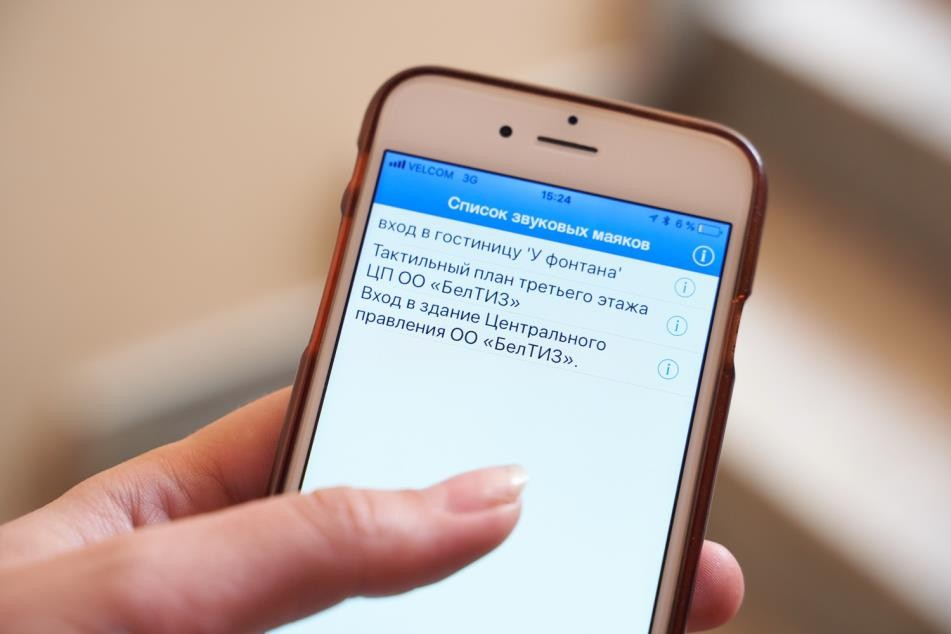 VELCOM 3G 15:24 6 %
Список звуковых маяков
вход в гостиницу 'У фонтана'
Тактильный план третьего этажа
ЦП ОО «БелТИЗ»
Вход в здание Центрального
правления ОО «БелТИЗ».